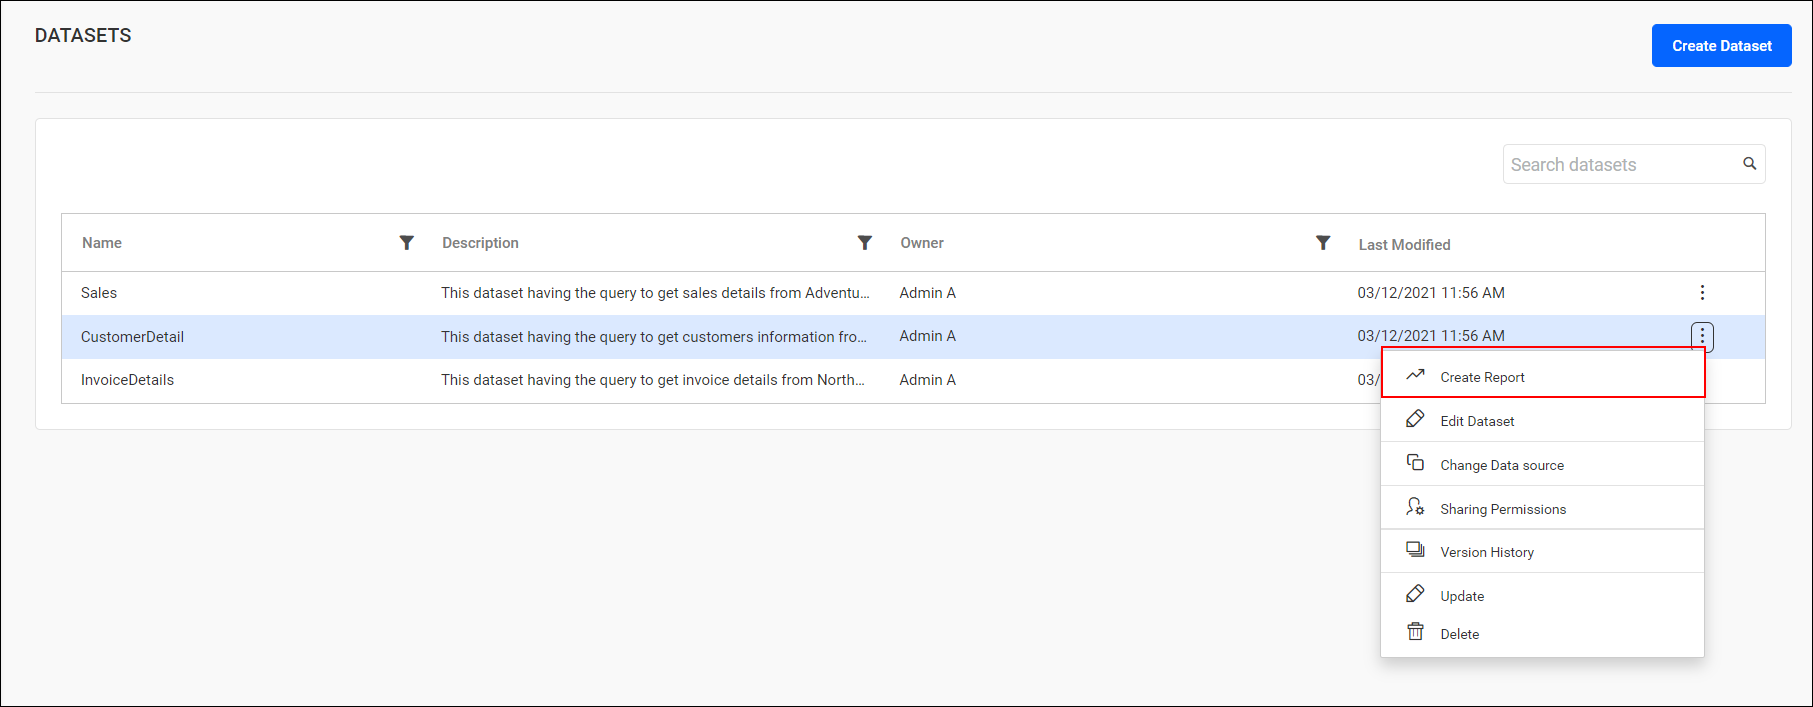 DATASETS
Create Dataset
Search datasets
Name Description Owner Last Modified
Sales This dataset having the query to get sales details from Adventu... Admin A 03/12/2021 11:56 AM
CustomerDetail This dataset having the query to get customers information fro... Admin A 03/12/2021 11:56 AM
InvoiceDetails This dataset having the query to get invoice details from North... Admin A 03/
Create Report
Edit Dataset
Change Data source
Sharing Permissions
Version History
Update
Delete